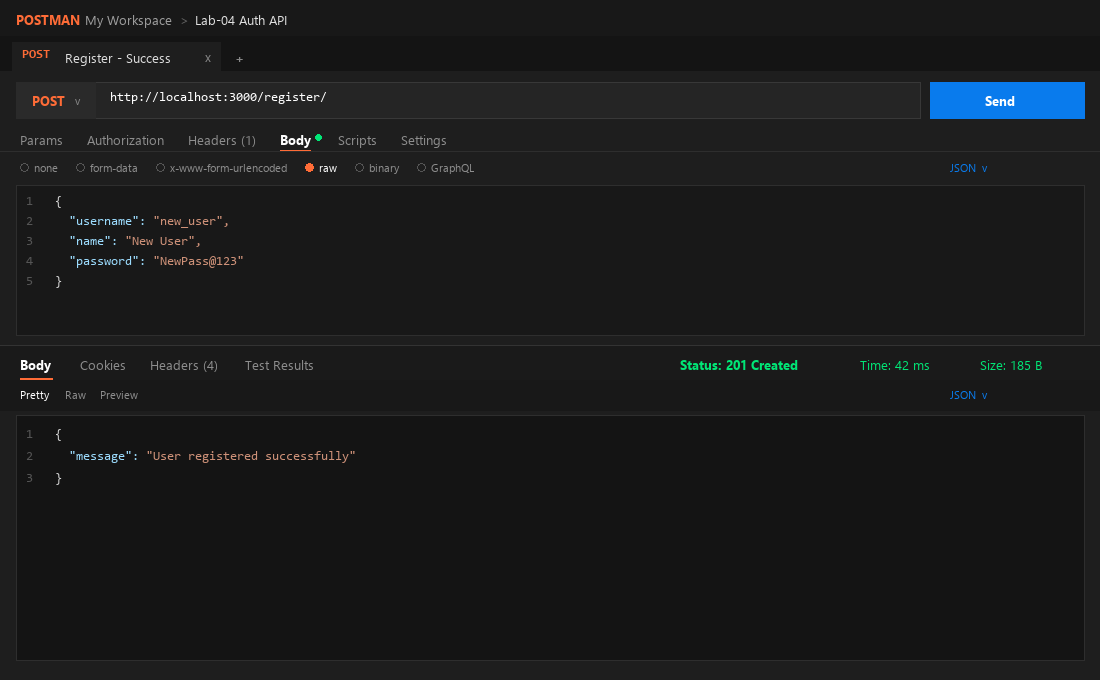 POSTMAN My Workspace > Lab-04 Auth API
POST Register - Success x +
POST v http://localhost:3000/register/ Send
Params Authorization Headers (1) Body Scripts Settings
none form-data x-www-form-urlencoded raw binary GraphQL JSON v
1 {
2 "username": "new_user",
3 "name": "New User",
4 "password": "NewPass@123"
5 }
Body Cookies Headers (4) Test Results Status: 201 Created Time: 42 ms Size: 185 B
Pretty Raw Preview JSON v
1 {
2 "message": "User registered successfully"
3 }